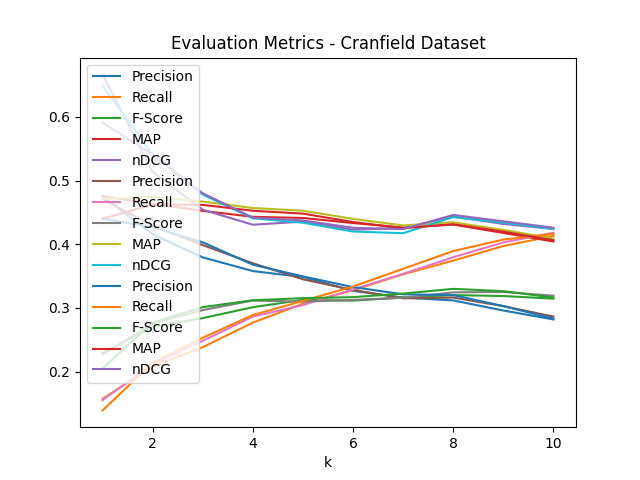 Evaluation Metrics - Cranfield Dataset
Precision
Recall
F-Score
MAP
nDCG
Precision
Recall
F-Score
MAP
nDCG
Precision
Recall
F-Score
MAP
nDCG
0.6
0.5
0.4
0.3
0.2
2
4
6
8
10
k